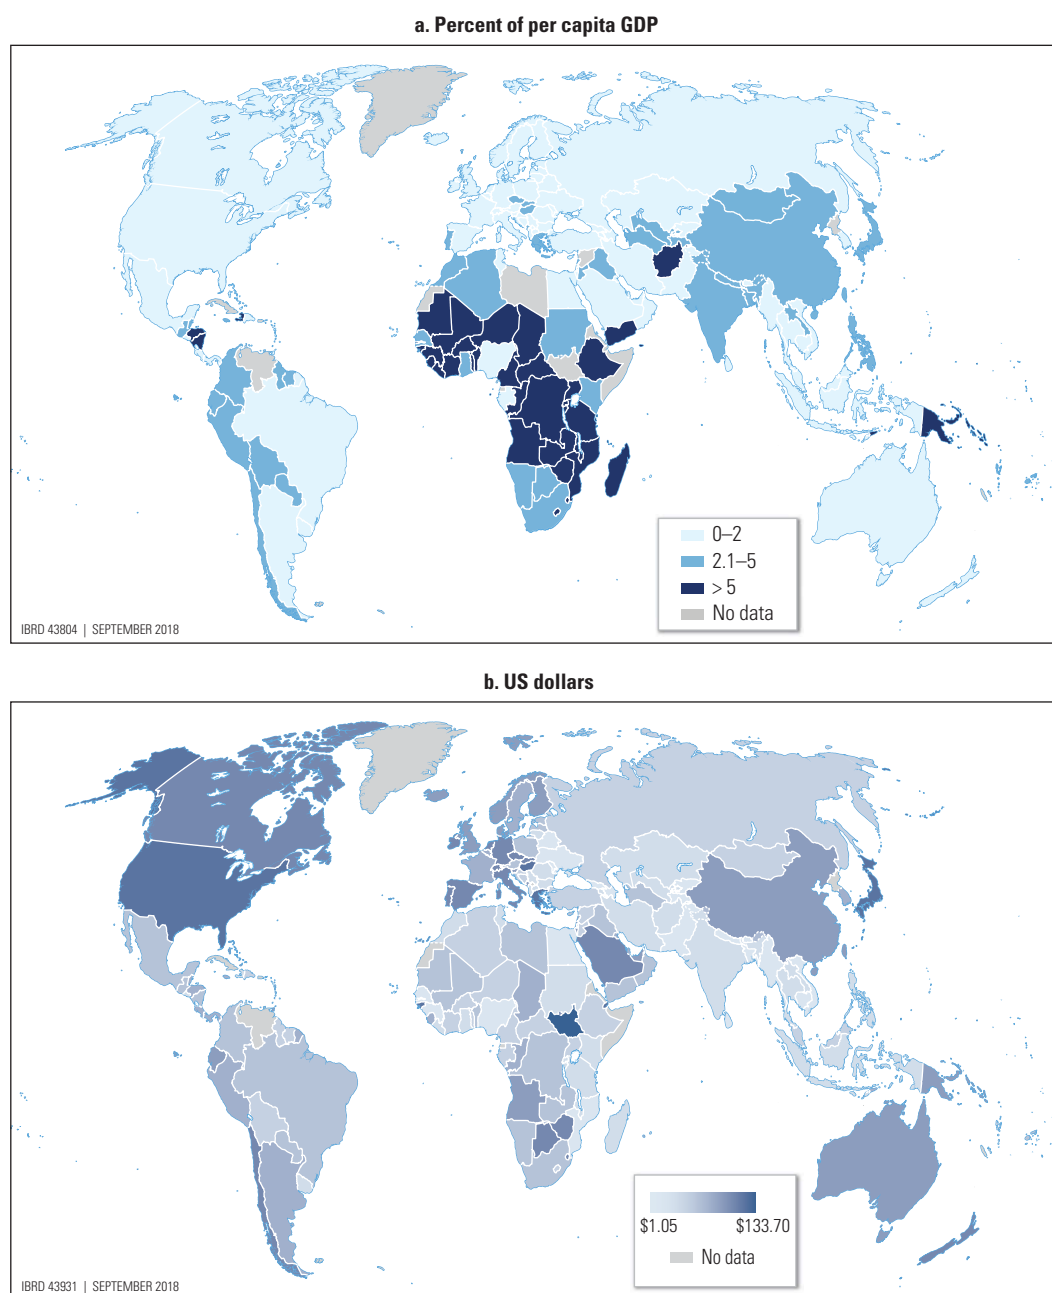 a. Percent of per capita GDP
0–2
2.1–5
> 5
No data
IBRD 43804 | SEPTEMBER 2018
b. US dollars
$1.05 $133.70
No data
IBRD 43931 | SEPTEMBER 2018